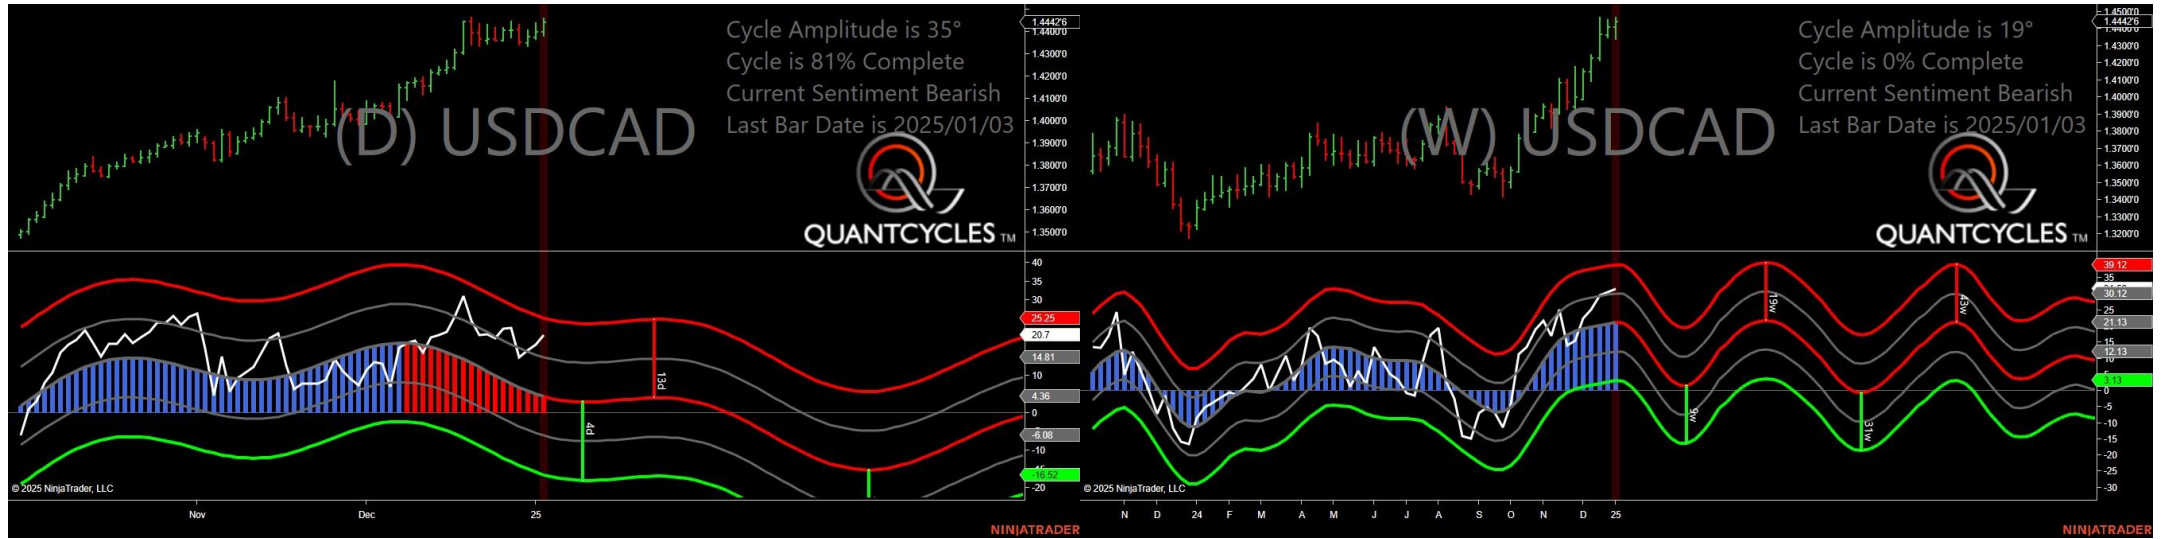 Cycle Amplitude is 35°
Cycle is 81% Complete
Current Sentiment Bearish
Last Bar Date is 2025/01/03
(D) USDCAD
QUANTCYCLES TM
1.4442'6
1.4400'0
1.4300'0
1.4200'0
1.4100'0
1.4000'0
1.3900'0
1.3800'0
1.3700'0
1.3600'0
1.3500'0
40
35
30
25.25
20.7
14.81
10
4.36
0
-6.08
-10
-16.52
-20
13d
4d
© 2025 NinjaTrader, LLC
Nov Dec 25
NINJATRADER
Cycle Amplitude is 19°
Cycle is 0% Complete
Current Sentiment Bearish
Last Bar Date is 2025/01/03
(W) USDCAD
QUANTCYCLES TM
1.4500'0
1.4442'6
1.4300'0
1.4200'0
1.4100'0
1.4000'0
1.3900'0
1.3800'0
1.3700'0
1.3600'0
1.3500'0
1.3400'0
1.3300'0
1.3200'0
39.12
35
30.12
25
21.13
15
12.13
3.13
0
-5
-10
-15
-20
-25
-30
19w
43w
9w
31w
© 2025 NinjaTrader, LLC
N D 24 F M A M J J A S O N D 25
NINJATRADER